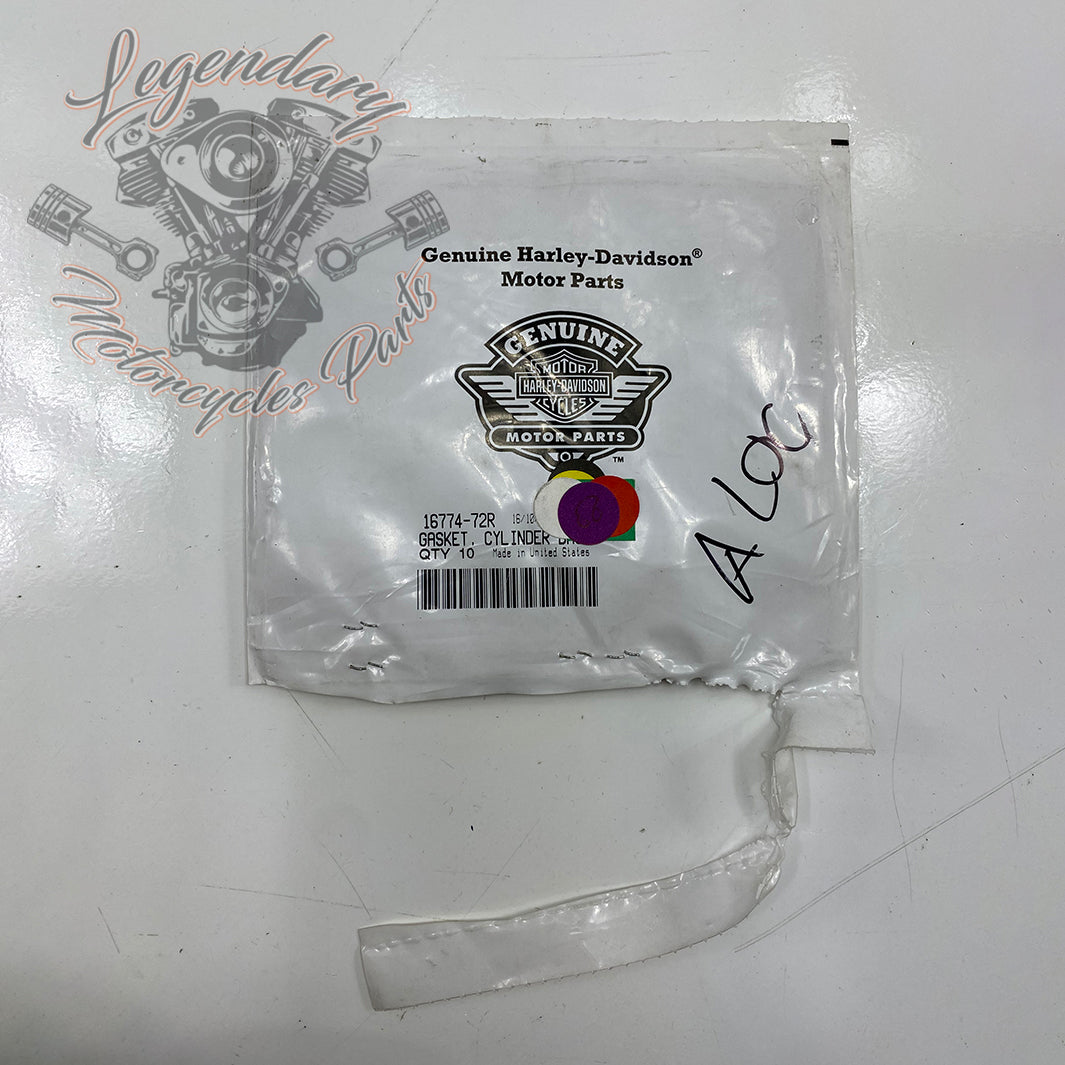 Legendary
Motorcycles Parts
Genuine Harley-Davidson®
Motor Parts
GENUINE
MOTOR
HARLEY-DAVIDSON
CYCLES
MOTOR PARTS
TM
16774-72R
GASKET, CYLINDER
QTY 10 Made in United States
A LOC